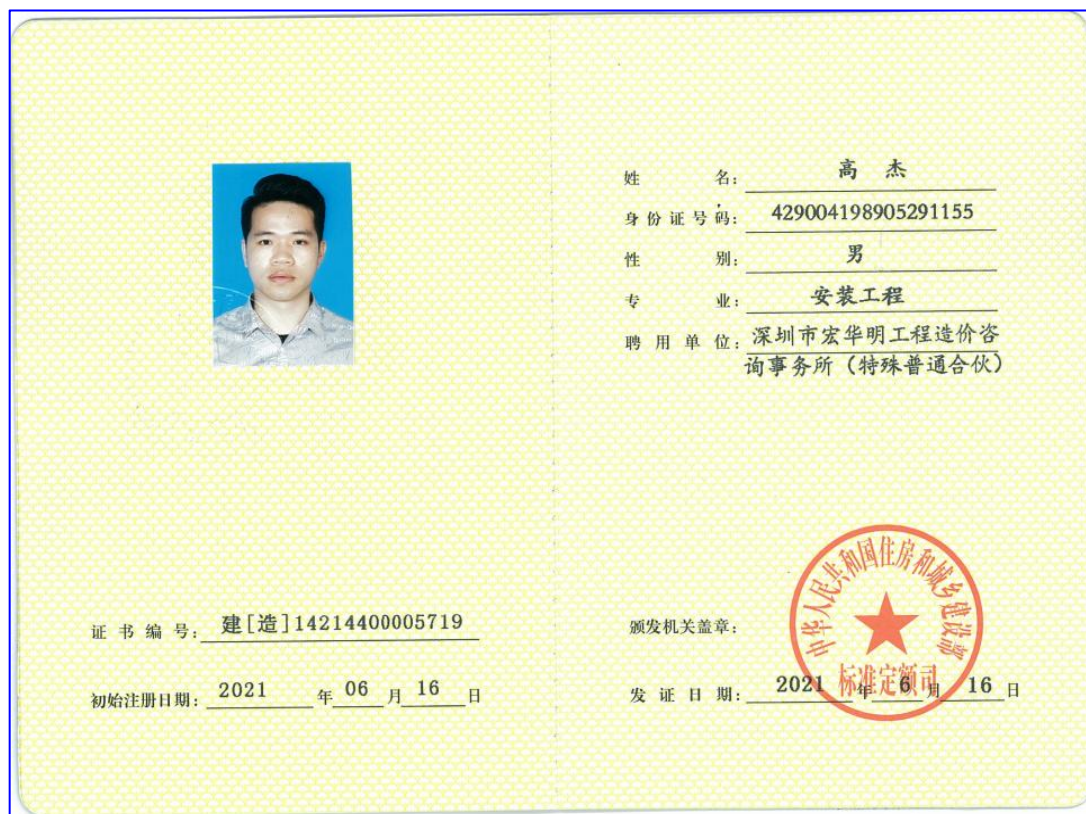 姓名：高 杰
身份证号码：429004198905291155
性别：男
专业：安装工程
聘用单位：深圳市宏华明工程造价咨
询事务所（特殊普通合伙）
证书编号：建[造]14214400005719
初始注册日期：2021年06月16日
颁发机关盖章：
中华人民共和国住房和城乡建设部
标准定额司
发证日期：2021年6月16日